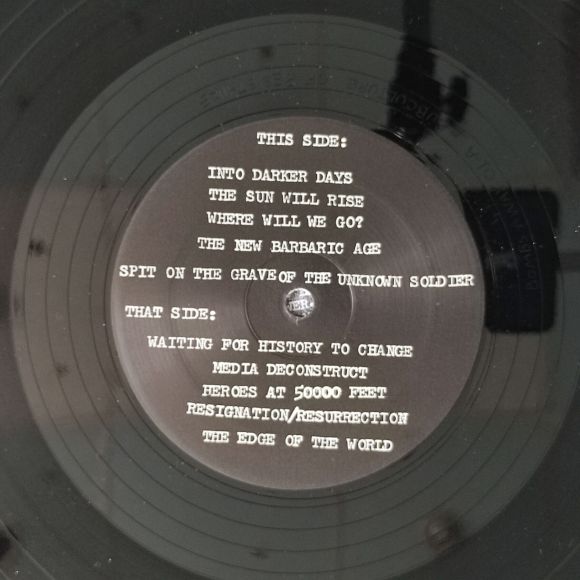 THIS SIDE:
INTO DARKER DAYS
THE SUN WILL RISE
WHERE WILL WE GO?
THE NEW BARBARIC AGE
SPIT ON THE GRAVE OF THE UNKNOWN SOLDIER
THAT SIDE:
WAITING FOR HISTORY TO CHANGE
MEDIA DECONSTRUCT
HEROES AT 50000 FEET
RESIGNATION/RESURRECTION
THE EDGE OF THE WORLD